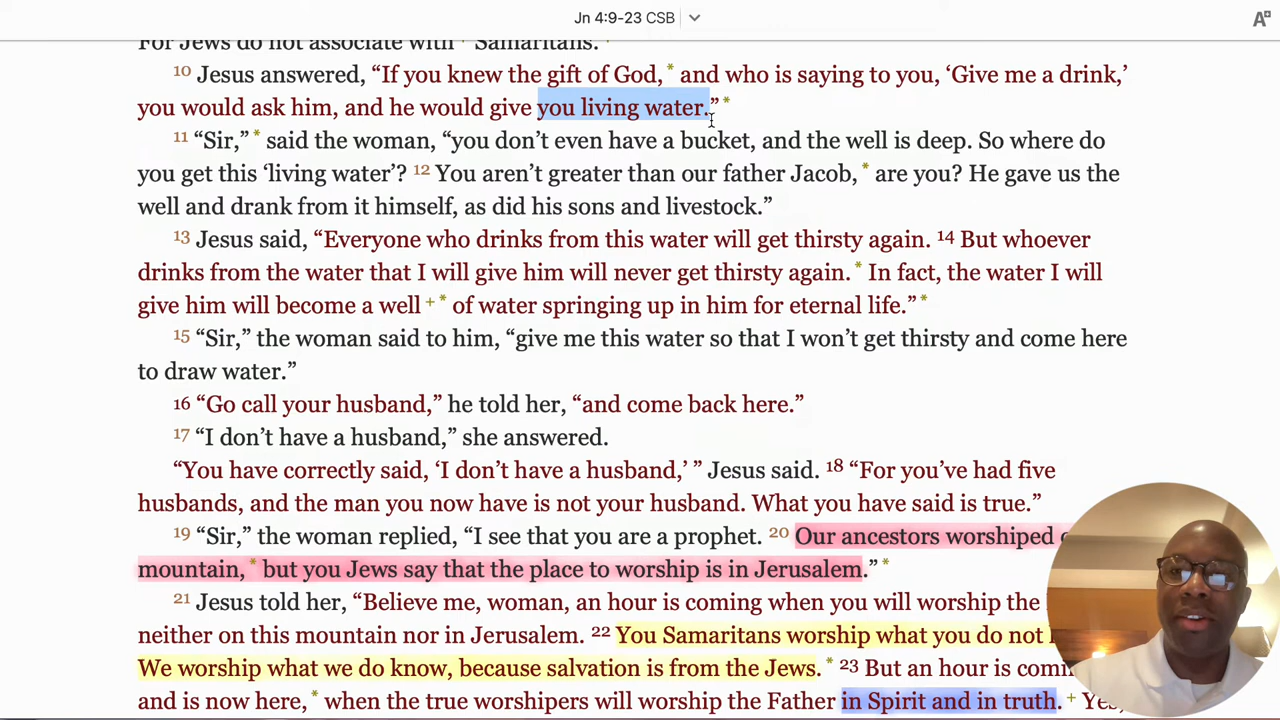 Jn 4:9-23 CSB
A
For Jews do not associate with + Samaritans. +
10 Jesus answered, “If you knew the gift of God, * and who is saying to you, ‘Give me a drink,’
you would ask him, and he would give you living water.” *
11 “Sir,” * said the woman, “you don’t even have a bucket, and the well is deep. So where do
you get this ‘living water’? 12 You aren’t greater than our father Jacob, * are you? He gave us the
well and drank from it himself, as did his sons and livestock.”
13 Jesus said, “Everyone who drinks from this water will get thirsty again. 14 But whoever
drinks from the water that I will give him will never get thirsty again. * In fact, the water I will
give him will become a well + * of water springing up in him for eternal life.” *
15 “Sir,” the woman said to him, “give me this water so that I won’t get thirsty and come here
to draw water.”
16 “Go call your husband,” he told her, “and come back here.”
17 “I don’t have a husband,” she answered.
“You have correctly said, ‘I don’t have a husband,’ ” Jesus said. 18 “For you’ve had five
husbands, and the man you now have is not your husband. What you have said is true.”
19 “Sir,” the woman replied, “I see that you are a prophet. 20 Our ancestors worshiped
mountain, * but you Jews say that the place to worship is in Jerusalem.” *
21 Jesus told her, “Believe me, woman, an hour is coming when you will worship the
neither on this mountain nor in Jerusalem. 22 You Samaritans worship what you do not
We worship what we do know, because salvation is from the Jews. * 23 But an hour is
and is now here, * when the true worshipers will worship the Father in Spirit and in truth. + Yes,